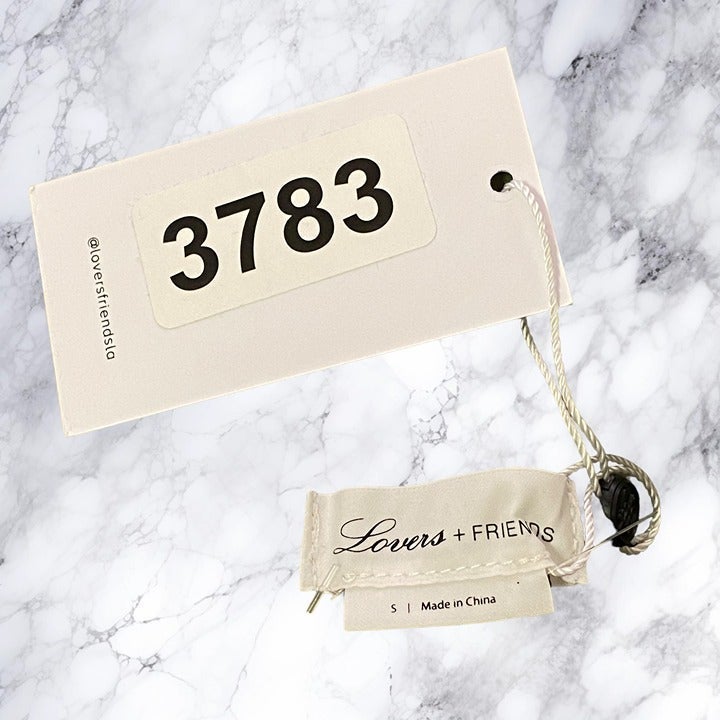 3783
@loversfriendsla
Lovers + FRIENDS
S | Made in China